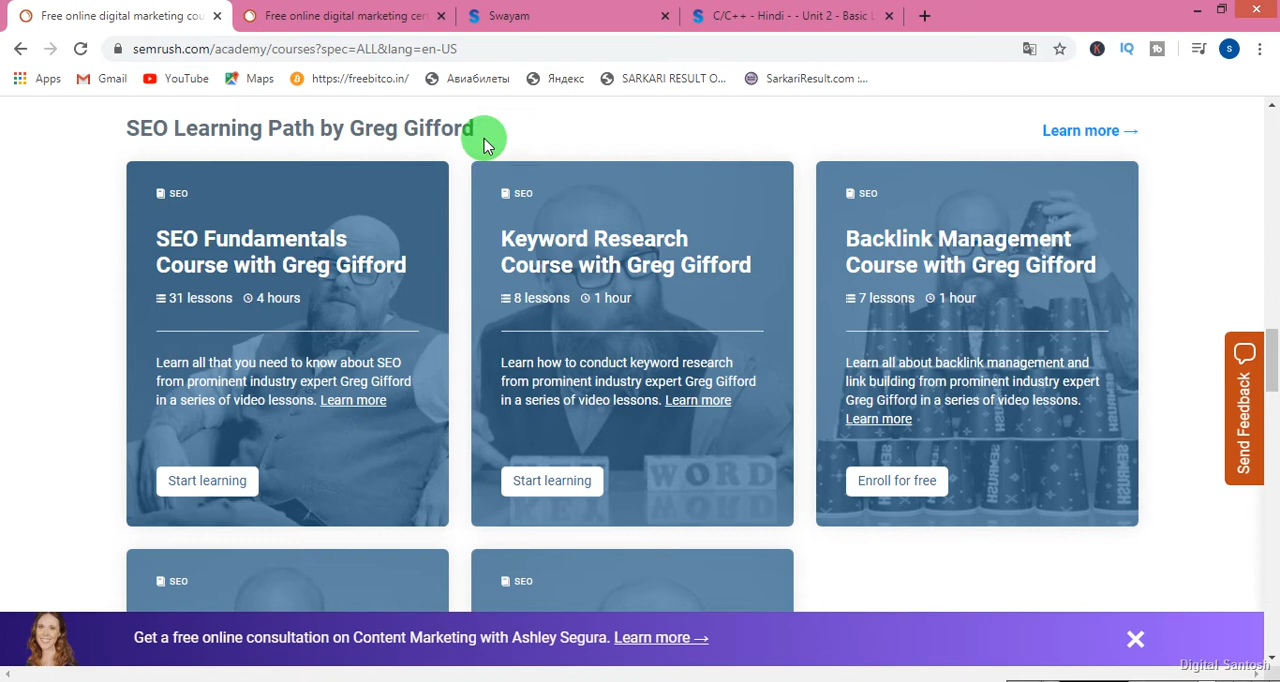 Free online digital marketing cou
Free online digital marketing cer
Swayam
C/C++ - Hindi - - Unit 2 - Basic
semrush.com/academy/courses?spec=ALL&lang=en-US
K
IQ
tb
S
Apps
Gmail
YouTube
Maps
https://freebitco.in/
Авиабилеты
Яндекс
SARKARI RESULT O...
SarkariResult.com :...
SEO Learning Path by Greg Gifford
Learn more →
SEO
SEO Fundamentals
Course with Greg Gifford
31 lessons 4 hours
Learn all that you need to know about SEO
from prominent industry expert Greg Gifford
in a series of video lessons. Learn more
Start learning
SEO
Keyword Research
Course with Greg Gifford
8 lessons 1 hour
Learn how to conduct keyword research
from prominent industry expert Greg Gifford
in a series of video lessons. Learn more
WORD
Start learning
SEO
Backlink Management
Course with Greg Gifford
7 lessons 1 hour
Learn all about backlink management and
link building from prominent industry expert
Greg Gifford in a series of video lessons.
Learn more
Enroll for free
SEMRUSH
SEMRUSH
Send Feedback
SEO
SEO
Get a free online consultation on Content Marketing with Ashley Segura. Learn more →
Digital Santosh